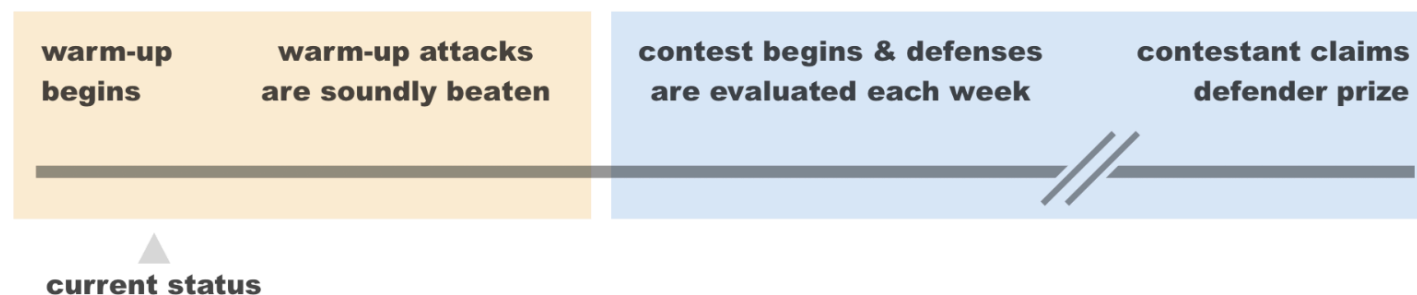 warm-up
begins
warm-up attacks
are soundly beaten
contest begins & defenses
are evaluated each week
contestant claims
defender prize
current status